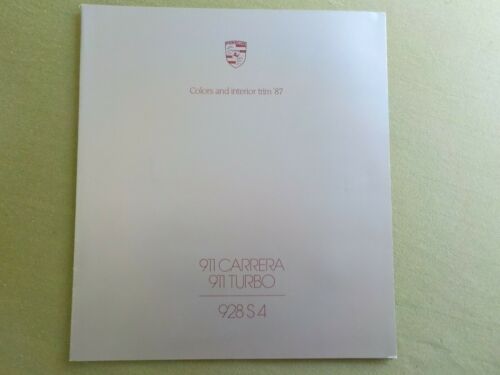 Colors and interior trim '87
911 CARRERA
911 TURBO
928 S 4